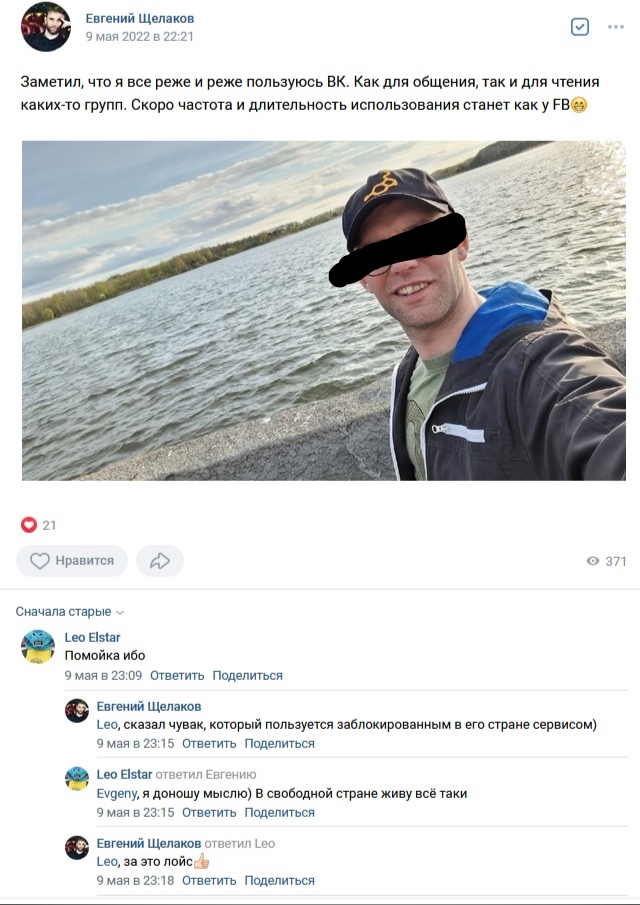 Евгений Щелаков
9 мая 2022 в 22:21
Заметил, что я все реже и реже пользуюсь ВК. Как для общения, так и для чтения
каких-то групп. Скоро частота и длительность использования станет как у FB😁
21
Нравится
371
Сначала старые
Leo Elstar
Помойка ибо
9 мая в 23:09 Ответить Поделиться
Евгений Щелаков
Leo, сказал чувак, который пользуется заблокированным в его стране сервисом)
9 мая в 23:15 Ответить Поделиться
Leo Elstar ответил Евгению
Evgeny, я доношу мыслю) В свободной стране живу всё таки
9 мая в 23:15 Ответить Поделиться
Евгений Щелаков ответил Leo
Leo, за это лойс👍🏻
9 мая в 23:18 Ответить Поделиться